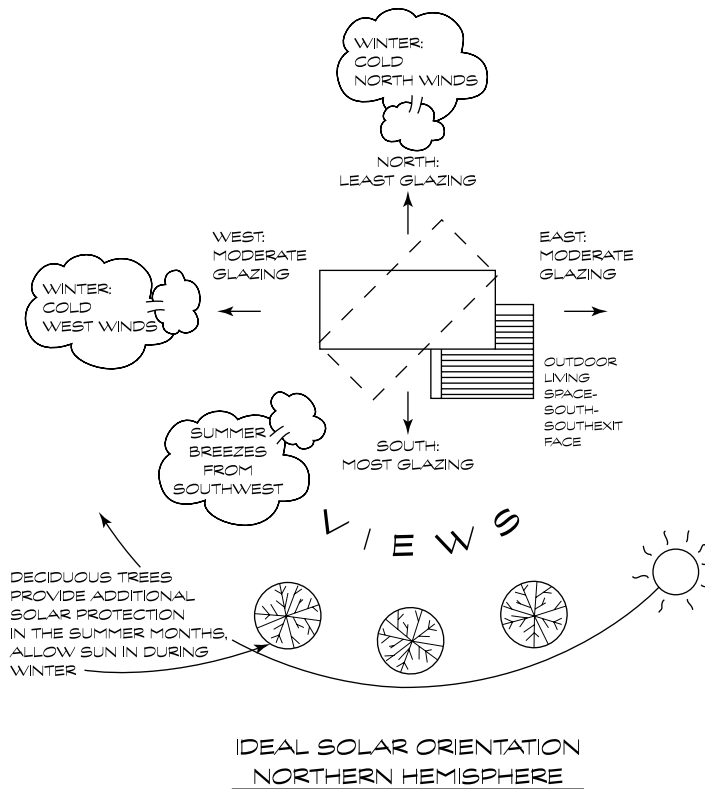 WINTER:
COLD
NORTH WINDS
NORTH:
LEAST GLAZING
WEST:
MODERATE
GLAZING
EAST:
MODERATE
GLAZING
WINTER:
COLD
WEST WINDS
OUTDOOR
LIVING
SPACE-
SOUTH-
SOUTHEXIT
FACE
SUMMER
BREEZES
FROM
SOUTHWEST
SOUTH:
MOST GLAZING
VIEWS
DECIDUOUS TREES
PROVIDE ADDITIONAL
SOLAR PROTECTION
IN THE SUMMER MONTHS,
ALLOW SUN IN DURING
WINTER
IDEAL SOLAR ORIENTATION
NORTHERN HEMISPHERE